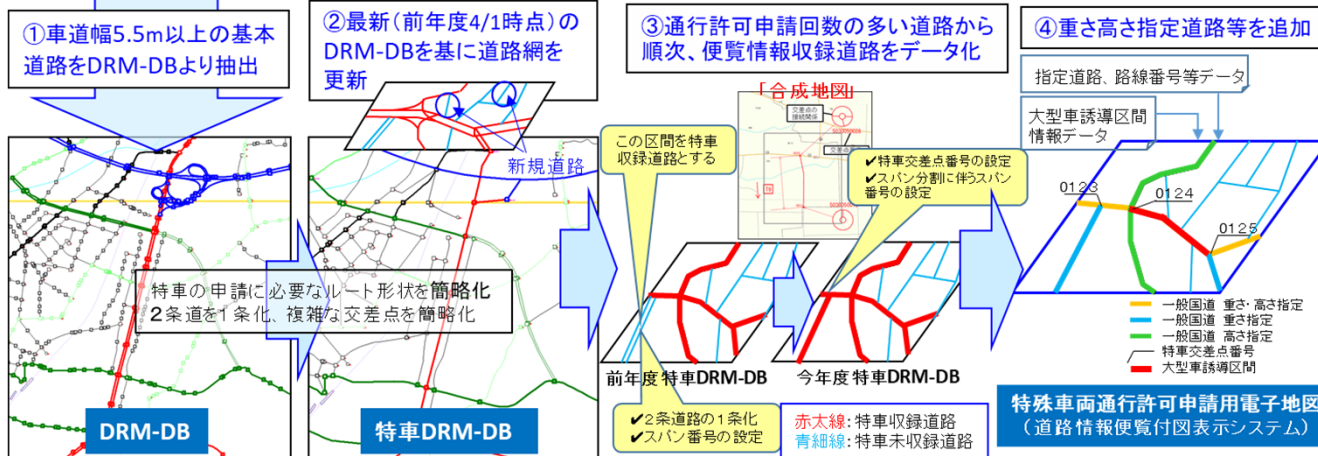 ①車道幅5.5m以上の基本
道路をDRM-DBより抽出
②最新(前年度4/1時点)の
DRM-DBを基に道路網を
更新
新規道路
特車の申請に必要なルート形状を簡略化
2条道を1条化、複雑な交差点を簡略化
DRM-DB
特車DRM-DB
③通行許可申請回数の多い道路から
順次、便覧情報収録道路をデータ化
「合成地図」
交差点の
接続関係
この区間を特車
収録道路とする
✔特車交差点番号の設定
✔スパン分割に伴うスパン
番号の設定
前年度特車DRM-DB
今年度特車DRM-DB
✔2条道路の1条化
✔スパン番号の設定
赤太線:特車収録道路
青細線:特車未収録道路
④重さ高さ指定道路等を追加
指定道路、路線番号等データ
大型車誘導区間
情報データ
0123
0124
0125
一般国道 重さ・高さ指定
一般国道 重さ指定
一般国道 高さ指定
特車交差点番号
大型車誘導区間
特殊車両通行許可申請用電子地図
(道路情報便覧付図表示システム)